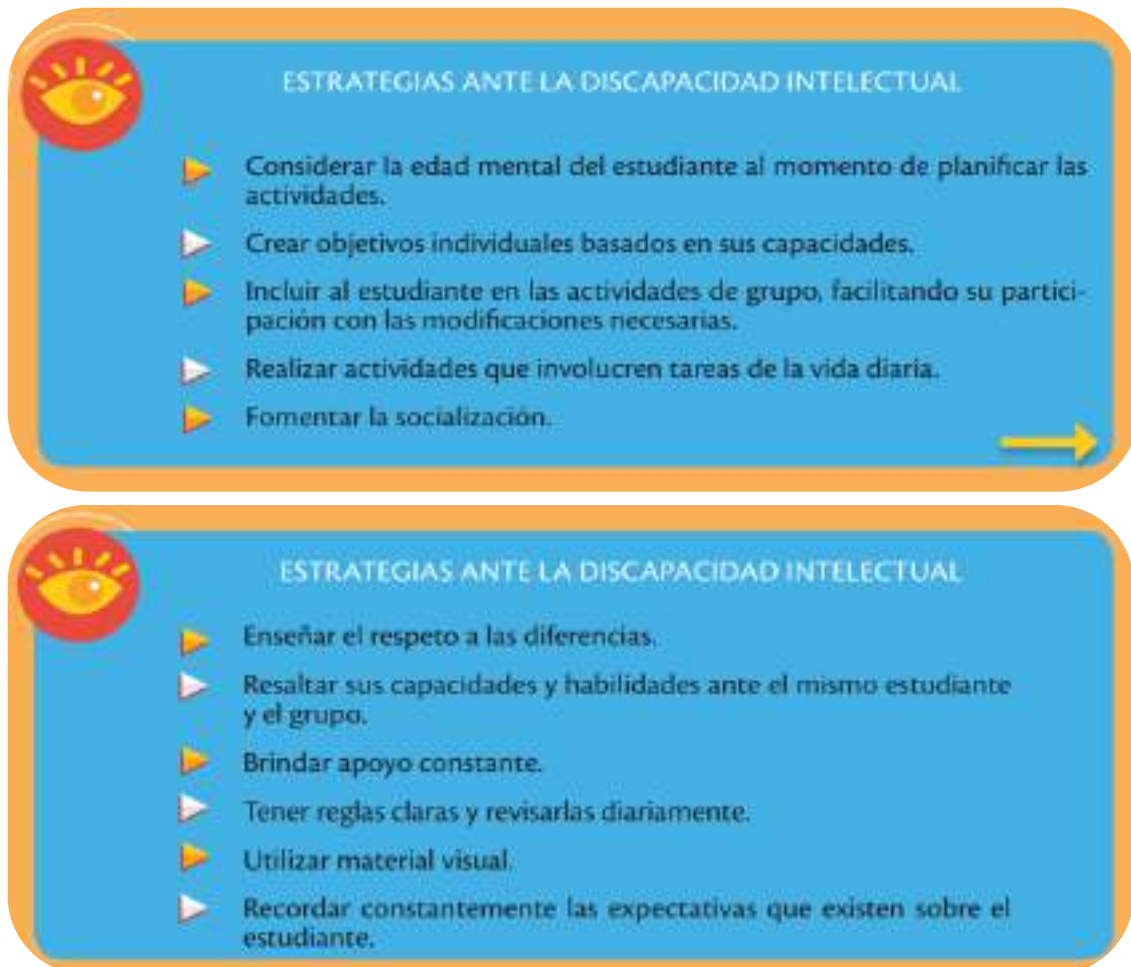 ESTRATEGIAS ANTE LA DISCAPACIDAD INTELECTUAL
Considerar la edad mental del estudiante al momento de planificar las
actividades.
Crear objetivos individuales basados en sus capacidades.
Incluir al estudiante en las actividades de grupo, facilitando su partici-
pación con las modificaciones necesarias.
Realizar actividades que involucren tareas de la vida diaria.
Fomentar la socialización.
ESTRATEGIAS ANTE LA DISCAPACIDAD INTELECTUAL
Enseñar el respeto a las diferencias.
Resaltar sus capacidades y habilidades ante el mismo estudiante
y el grupo.
Brindar apoyo constante.
Tener reglas claras y revisarlas diariamente.
Utilizar material visual.
Recordar constantemente las expectativas que existen sobre el
estudiante.